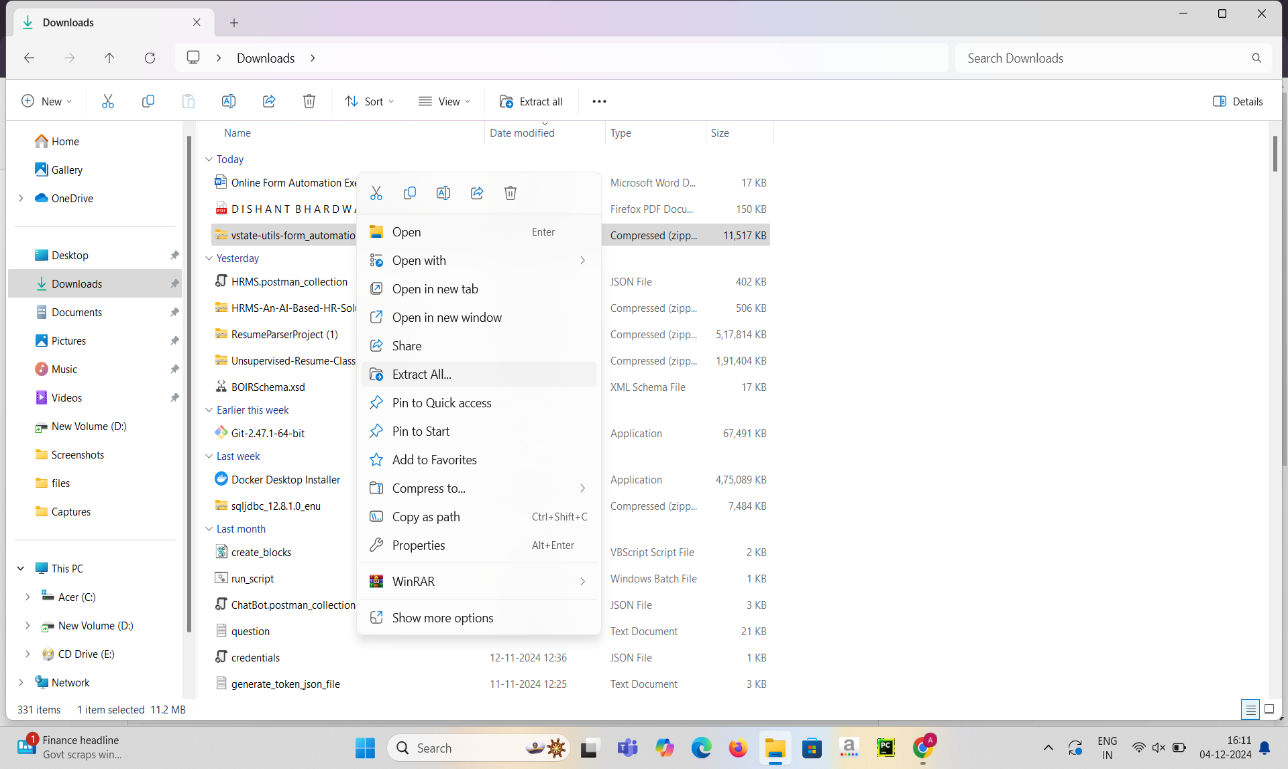 Downloads
Downloads
Search Downloads
New
Sort
View
Extract all
Details
Name
Date modified
Type
Size
Home
Gallery
OneDrive
Desktop
Downloads
Documents
Pictures
Music
Videos
New Volume (D:)
Screenshots
files
Captures
This PC
Acer (C:)
New Volume (D:)
CD Drive (E:)
Network
Today
Online Form Automation Exe
Microsoft Word D...
17 KB
D I S H A N T B H A R D W A
Firefox PDF Docu...
150 KB
vstate-utils-form_automatio
Compressed (zipp...
11,517 KB
Yesterday
HRMS.postman_collection
JSON File
402 KB
HRMS-An-AI-Based-HR-Solu
Compressed (zipp...
506 KB
ResumeParserProject (1)
Compressed (zipp...
5,17,814 KB
Unsupervised-Resume-Class
Compressed (zipp...
1,91,404 KB
BOIRSchema.xsd
XML Schema File
17 KB
Earlier this week
Git-2.47.1-64-bit
Application
67,491 KB
Last week
Docker Desktop Installer
Application
4,75,089 KB
sqljdbc_12.8.1.0_enu
Compressed (zipp...
7,484 KB
Last month
create_blocks
VBScript Script File
2 KB
run_script
Windows Batch File
1 KB
ChatBot.postman_collection
JSON File
3 KB
question
Text Document
21 KB
credentials
12-11-2024 12:36
JSON File
1 KB
generate_token_json_file
11-11-2024 12:25
Text Document
3 KB
Open Enter
Open with
Open in new tab
Open in new window
Share
Extract All...
Pin to Quick access
Pin to Start
Add to Favorites
Compress to...
Copy as path Ctrl+Shift+C
Properties Alt+Enter
WinRAR
Show more options
331 items 1 item selected 11.2 MB
1
Finance headline
Govt scraps win...
Search
PC
a
A
ENG
IN
16:11
04-12-2024